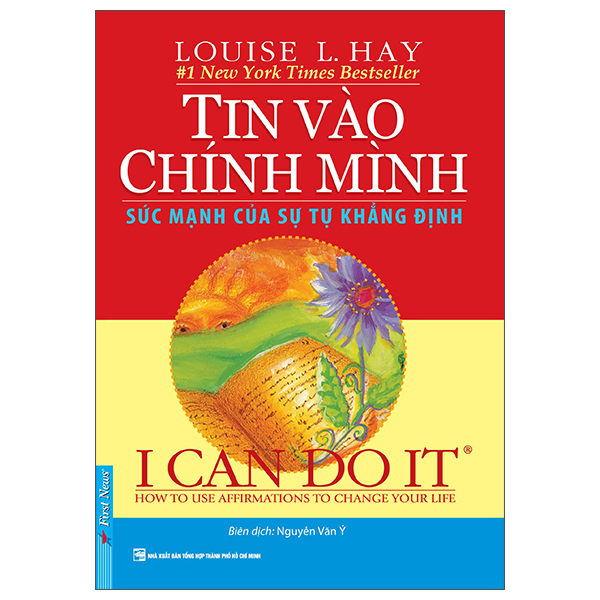 LOUISE L. HAY
#1 New York Times Bestseller
TIN VÀO
CHÍNH MÌNH
SỨC MẠNH CỦA SỰ TỰ KHẲNG ĐỊNH
I CAN DO IT®
HOW TO USE AFFIRMATIONS TO CHANGE YOUR LIFE
First News®
Biên dịch: Nguyễn Văn Ý
NHÀ XUẤT BẢN TỔNG HỢP THÀNH PHỐ HỒ CHÍ MINH